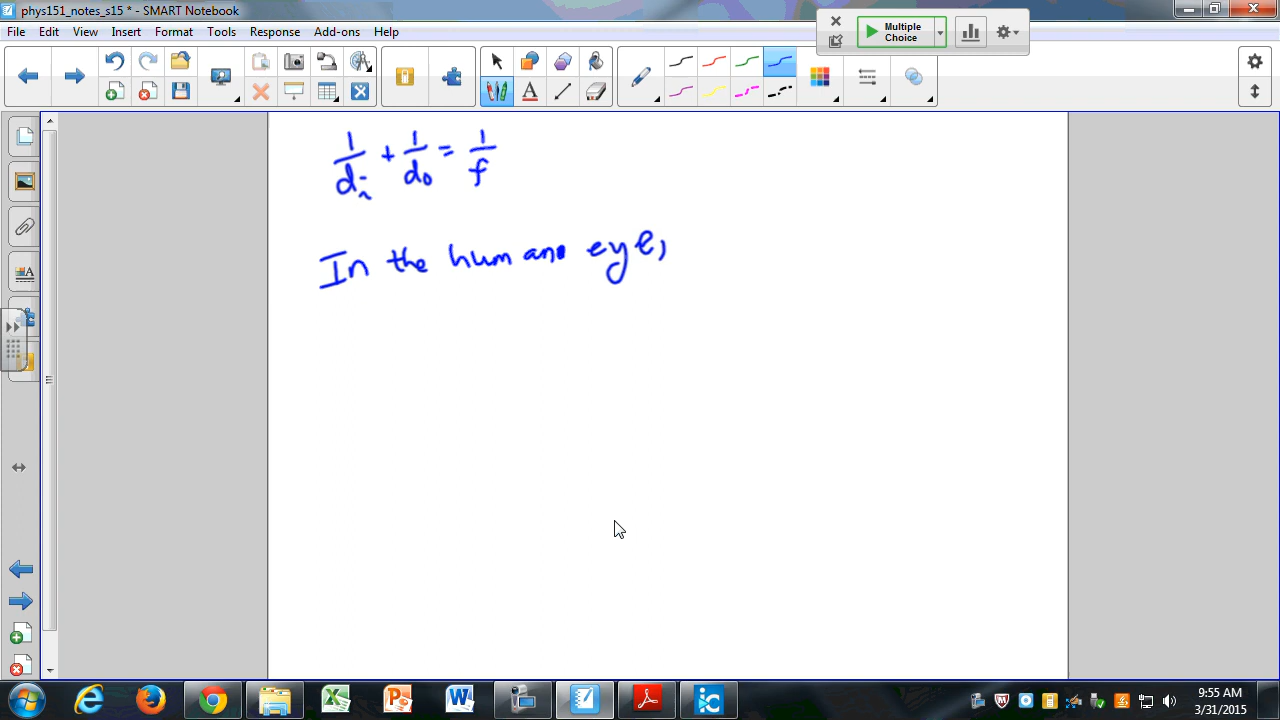 phys151_notes_s15 * - SMART Notebook
File Edit View Insert Format Tools Response Add-ons Help
Multiple Choice
1/di + 1/do = 1/f
In the human eye,
9:55 AM
3/31/2015